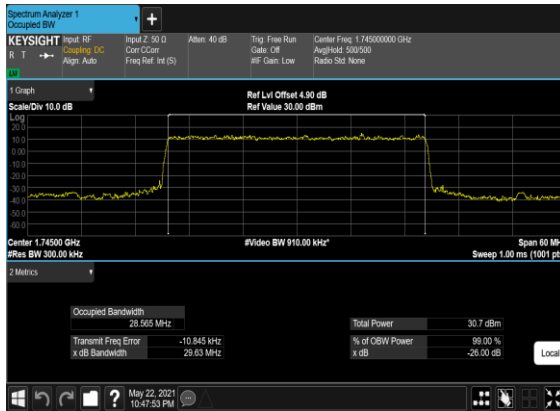 Spectrum Analyzer 1
Occupied BW
KEYSIGHT
R T
LXI
Input: RF
Coupling: DC
Align: Auto
Input Z: 50 Ω
Corr CCorr
Freq Ref: Int (S)
Atten: 40 dB
Trig: Free Run
Gate: Off
#IF Gain: Low
Center Freq: 1.745000000 GHz
Avg|Hold: 500/500
Radio Std: None
1 Graph
Scale/Div 10.0 dB
Ref Lvl Offset 4.90 dB
Ref Value 30.00 dBm
Log
20.0
10.0
0.00
-10.0
-20.0
-30.0
-40.0
-50.0
-60.0
Center 1.74500 GHz
#Res BW 300.00 kHz
#Video BW 910.00 kHz*
Span 60 MH
Sweep 1.00 ms (1001 pt
2 Metrics
Occupied Bandwidth
28.565 MHz
Transmit Freq Error -10.845 kHz
x dB Bandwidth 29.63 MHz
Total Power 30.7 dBm
% of OBW Power 99.00 %
x dB -26.00 dB
Local
May 22, 2021
10:47:53 PM